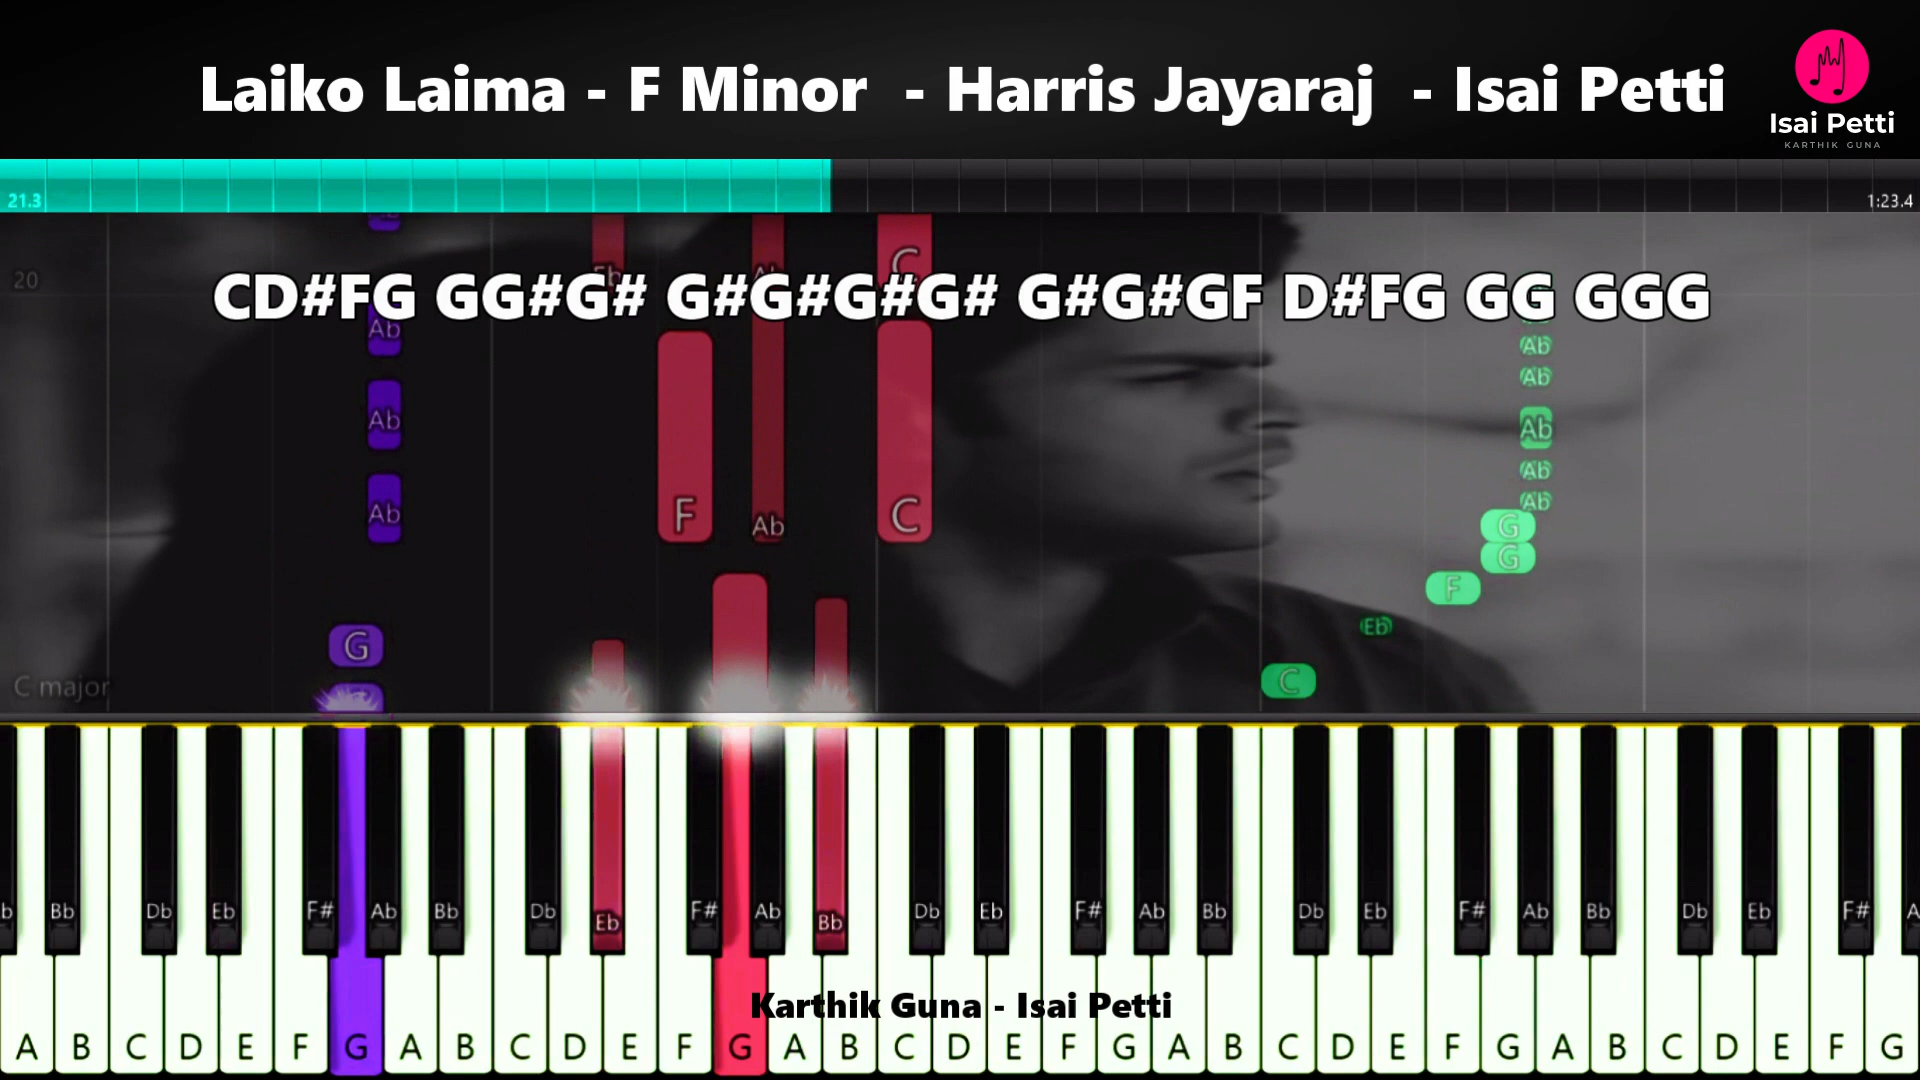 Laiko Laima - F Minor - Harris Jayaraj - Isai Petti
Isai Petti
KARTHIK GUNA
21.3
1:23.4
C
20
CD#FG GG#G# G#G#G#G# G#G#GF D#FG GG GGG
Ab
Ab
Ab
Ab
Ab
Ab
Ab
Ab
F
Ab
C
Ab
G
G
F
Eb
G
C major
C
Bb Db Eb F# Ab Bb Db Eb F# Ab Bb Db Eb F# Ab Bb Db Eb F# Ab Bb Db Eb F#
Karthik Guna - Isai Petti
A B C D E F G A B C D E F G A B C D E F G A B C D E F G A B C D E F G